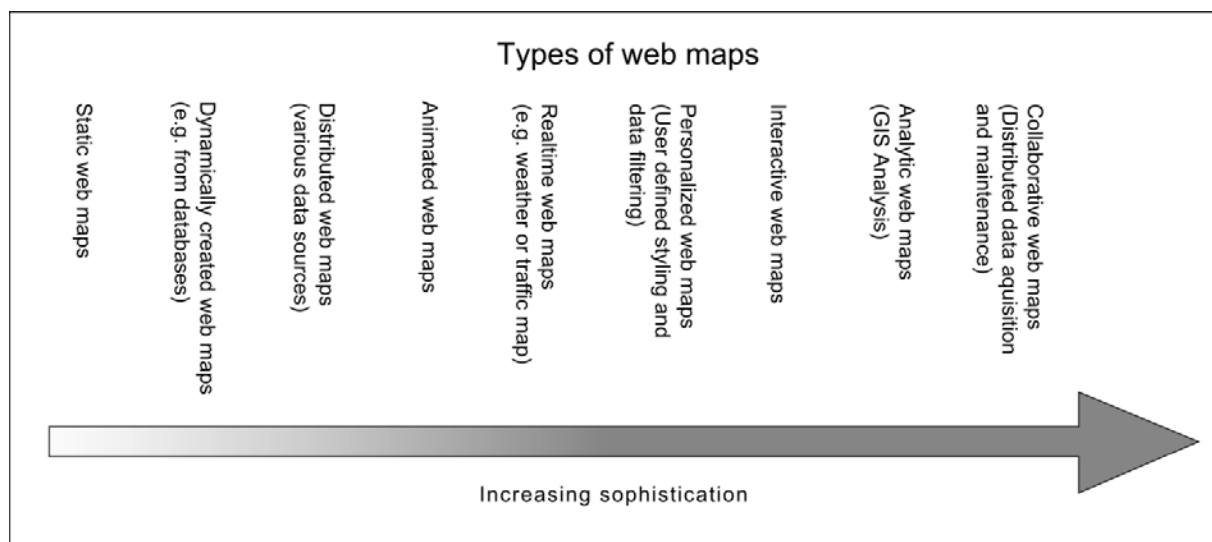 Types of web maps
Static web maps
Dynamically created web maps
(e.g. from databases)
Distributed web maps
(various data sources)
Animated web maps
Realtime web maps
(e.g. weather or traffic map)
Personalized web maps
(User defined styling and
data filtering)
Interactive web maps
Analytic web maps
(GIS Analysis)
Collaborative web maps
(Distributed data aquisition
and maintenance)
Increasing sophistication